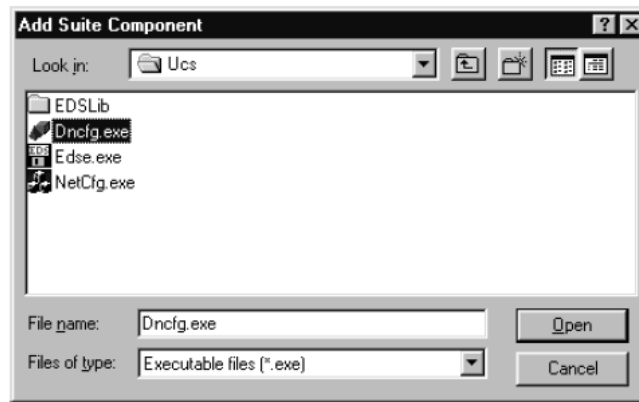 Add Suite Component
Look in: Ucs
EDSLib
Dncfg.exe
EDS Edse.exe
NetCfg.exe
File name: Dncfg.exe Open
Files of type: Executable files (*.exe) Cancel